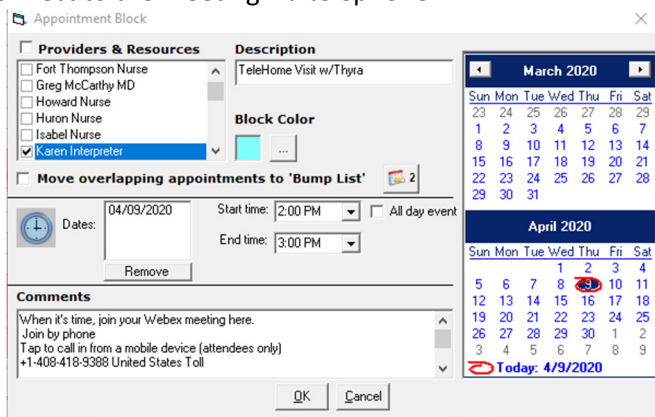 Appointment Block
Providers & Resources
Fort Thompson Nurse
Greg McCarthy MD
Howard Nurse
Huron Nurse
Isabel Nurse
Karen Interpreter
Description
TeleHome Visit w/Thyra
Block Color
...
Move overlapping appointments to 'Bump List'
2
Dates:
04/09/2020
Remove
Start time: 2:00 PM
All day event
End time: 3:00 PM
Comments
When it's time, join your Webex meeting here.
Join by phone
Tap to call in from a mobile device (attendees only)
+1-408-418-9388 United States Toll
OK Cancel
March 2020
Sun Mon Tue Wed Thu Fri Sat
23 24 25 26 27 28 29
1 2 3 4 5 6 7
8 9 10 11 12 13 14
15 16 17 18 19 20 21
22 23 24 25 26 27 28
29 30 31
April 2020
Sun Mon Tue Wed Thu Fri Sat
1 2 3 4
5 6 7 8 9 10 11
12 13 14 15 16 17 18
19 20 21 22 23 24 25
26 27 28 29 30 1 2
3 4 5 6 7 8 9
Today: 4/9/2020